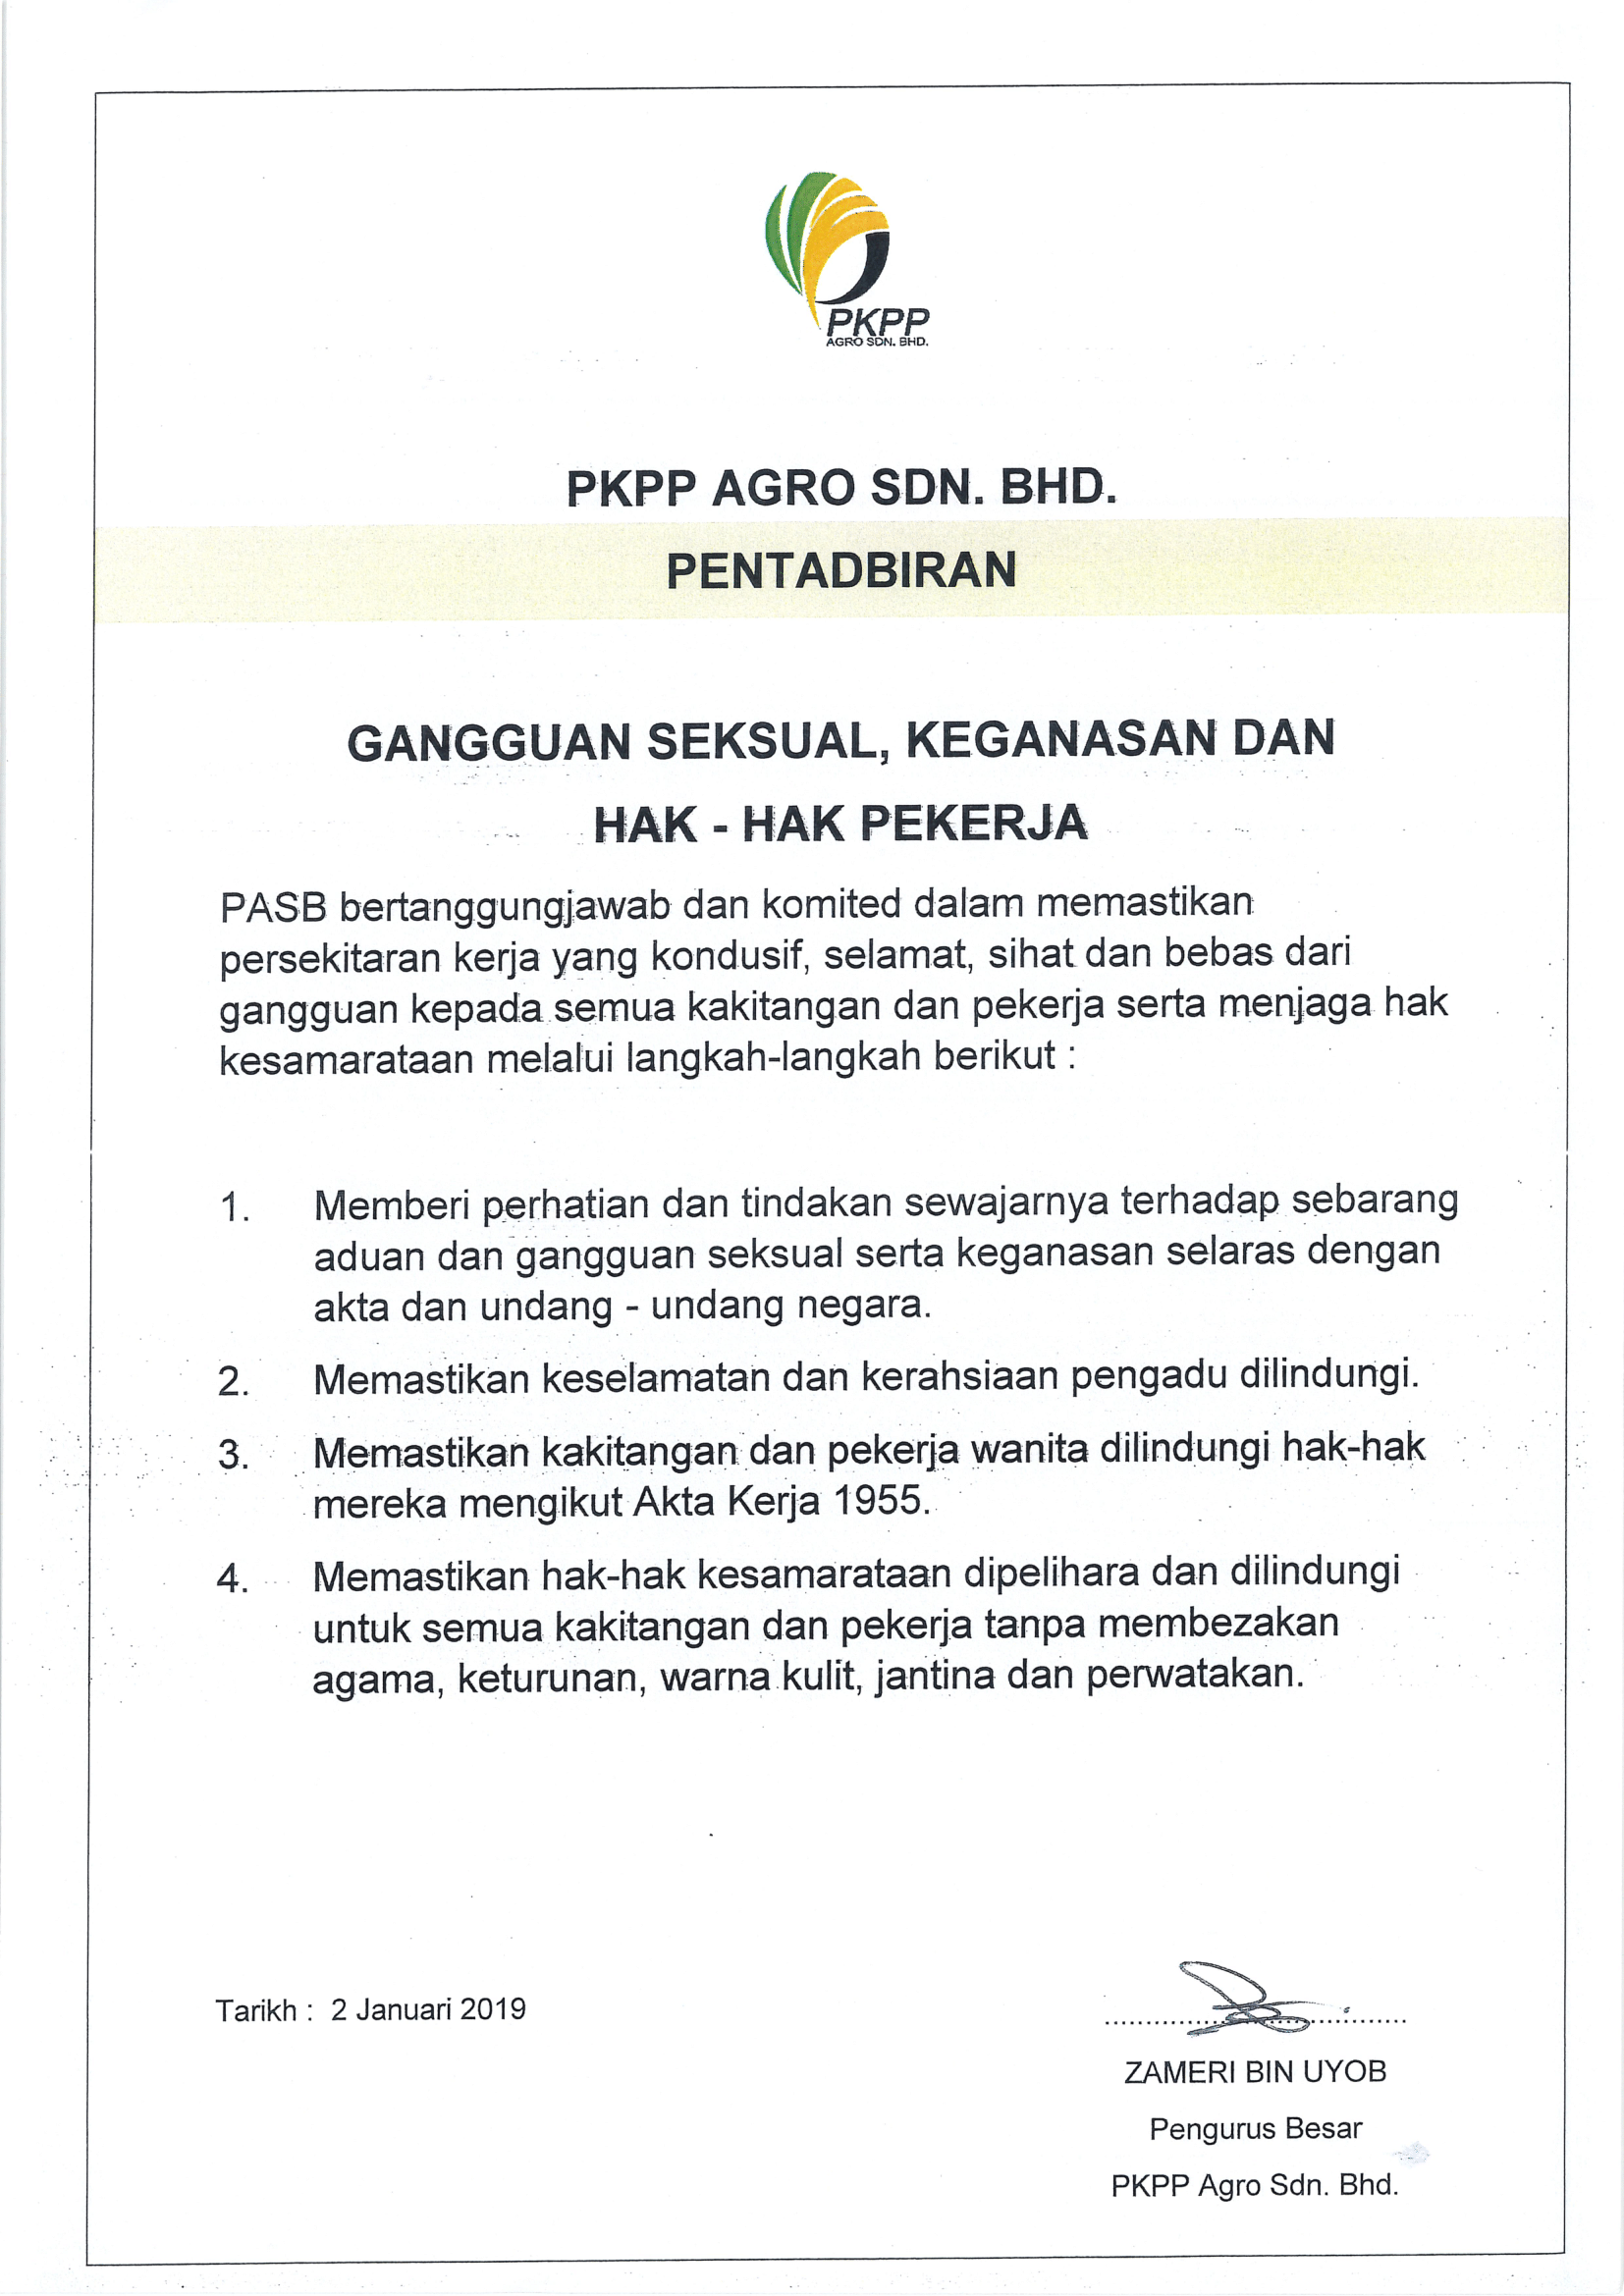 PKPP
AGRO SDN. BHD.
PKPP AGRO SDN. BHD.
PENTADBIRAN
GANGGUAN SEKSUAL, KEGANASAN DAN
HAK - HAK PEKERJA
PASB bertanggungjawab dan komited dalam memastikan
persekitaran kerja yang kondusif, selamat, sihat dan bebas dari
gangguan kepada semua kakitangan dan pekerja serta menjaga hak
kesamarataan melalui langkah-langkah berikut :
1. Memberi perhatian dan tindakan sewajarnya terhadap sebarang
aduan dan gangguan seksual serta keganasan selaras dengan
akta dan undang - undang negara.
2. Memastikan keselamatan dan kerahsiaan pengadu dilindungi.
3. Memastikan kakitangan dan pekerja wanita dilindungi hak-hak
mereka mengikut Akta Kerja 1955.
4. Memastikan hak-hak kesamarataan dipelihara dan dilindungi
untuk semua kakitangan dan pekerja tanpa membezakan
agama, keturunan, warna kulit, jantina dan perwatakan.
Tarikh : 2 Januari 2019
ZAMERI BIN UYOB
Pengurus Besar
PKPP Agro Sdn. Bhd.